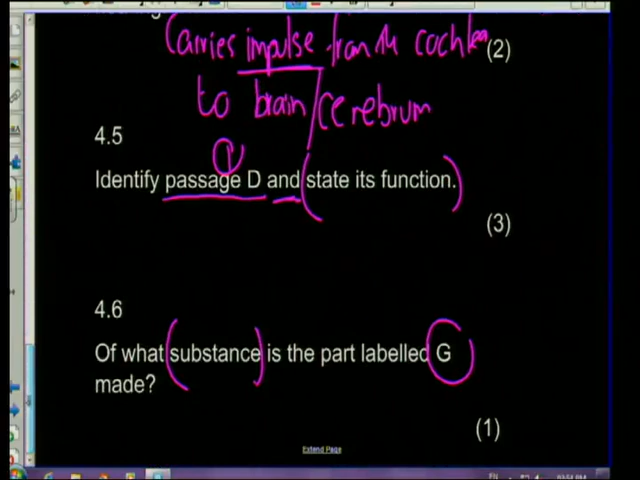 Carries impulse from the cochlea (2)
to brain/cerebrum
4.5
1
Identify passage D and state its function.
(3)
4.6
Of what (substance) is the part labelled G
made?
(1)
Extend Page